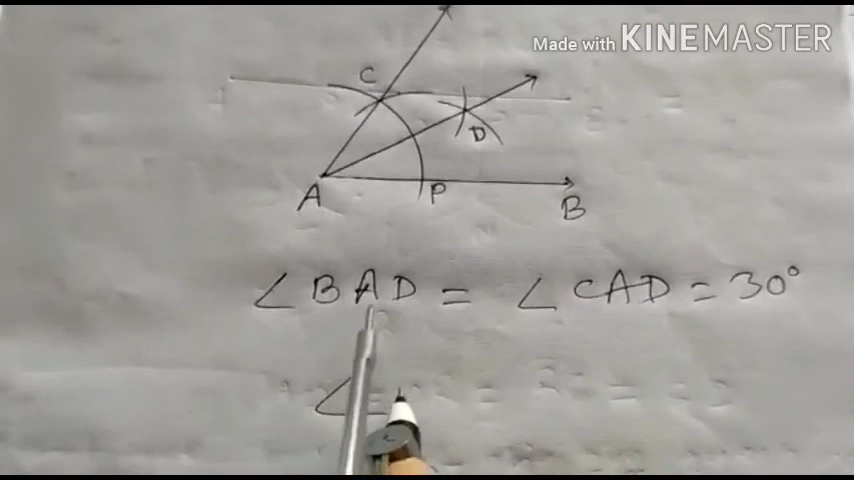 Made with KINEMASTER
C
D
A P B
∠BAD = ∠CAD = 30°
∠